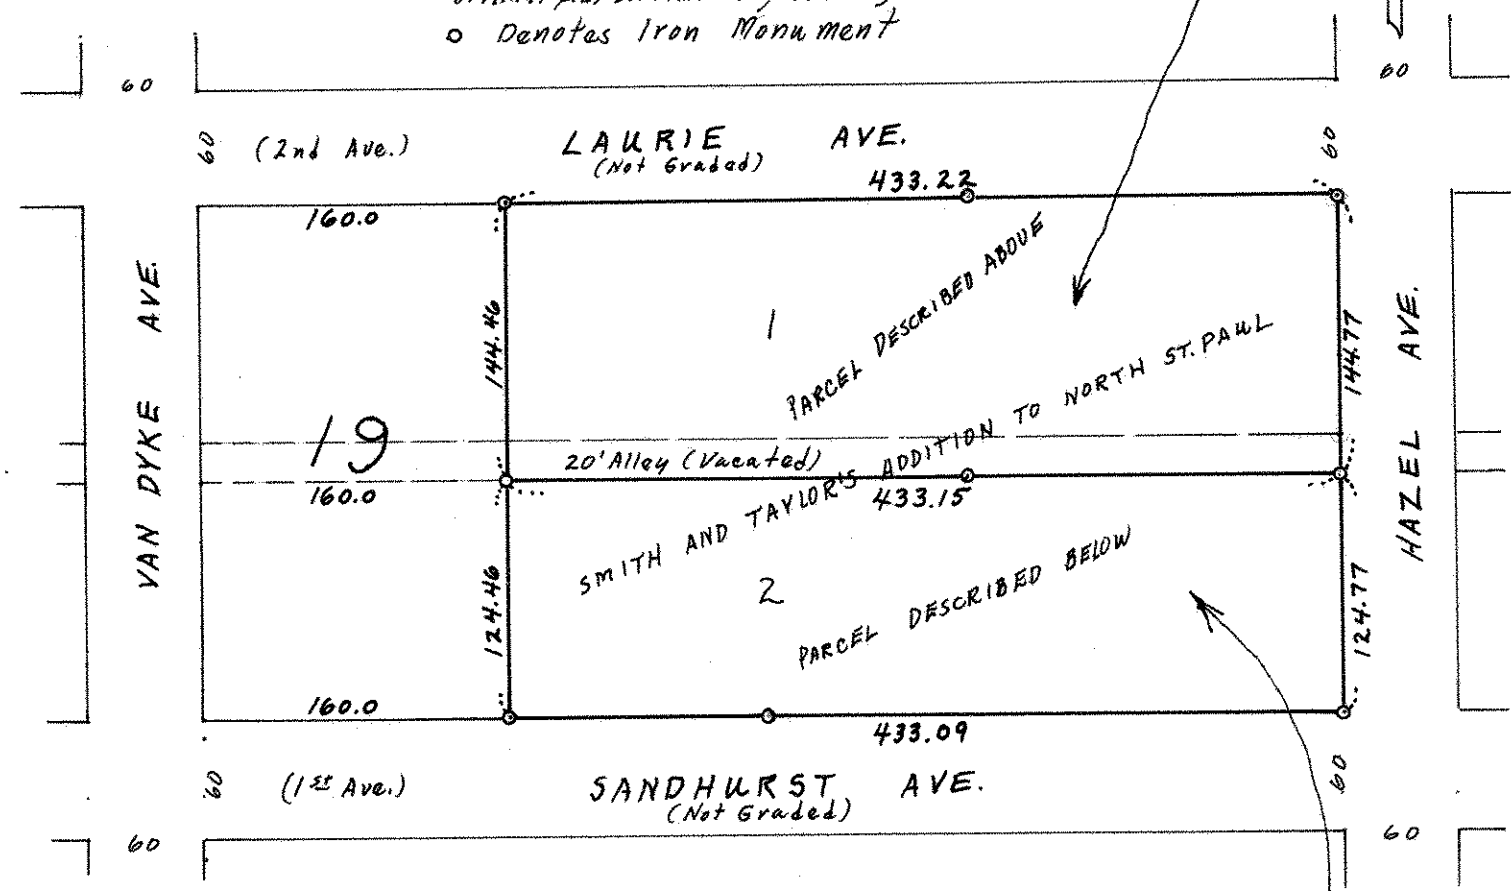 o Denotes Iron Monument
60
60
60
(2nd Ave.)
LAURIE AVE.
(Not Graded)
60
433.22
160.0
VAN DYKE AVE.
144.46
1
PARCEL DESCRIBED ABOVE
144.77
HAZEL AVE.
19
20' Alley (Vacated)
160.0
433.15
SMITH AND TAYLOR'S ADDITION TO NORTH ST. PAUL
124.46
2
PARCEL DESCRIBED BELOW
124.77
160.0
433.09
60
(1st Ave.)
SANDHURST AVE.
(Not Graded)
60
60
60